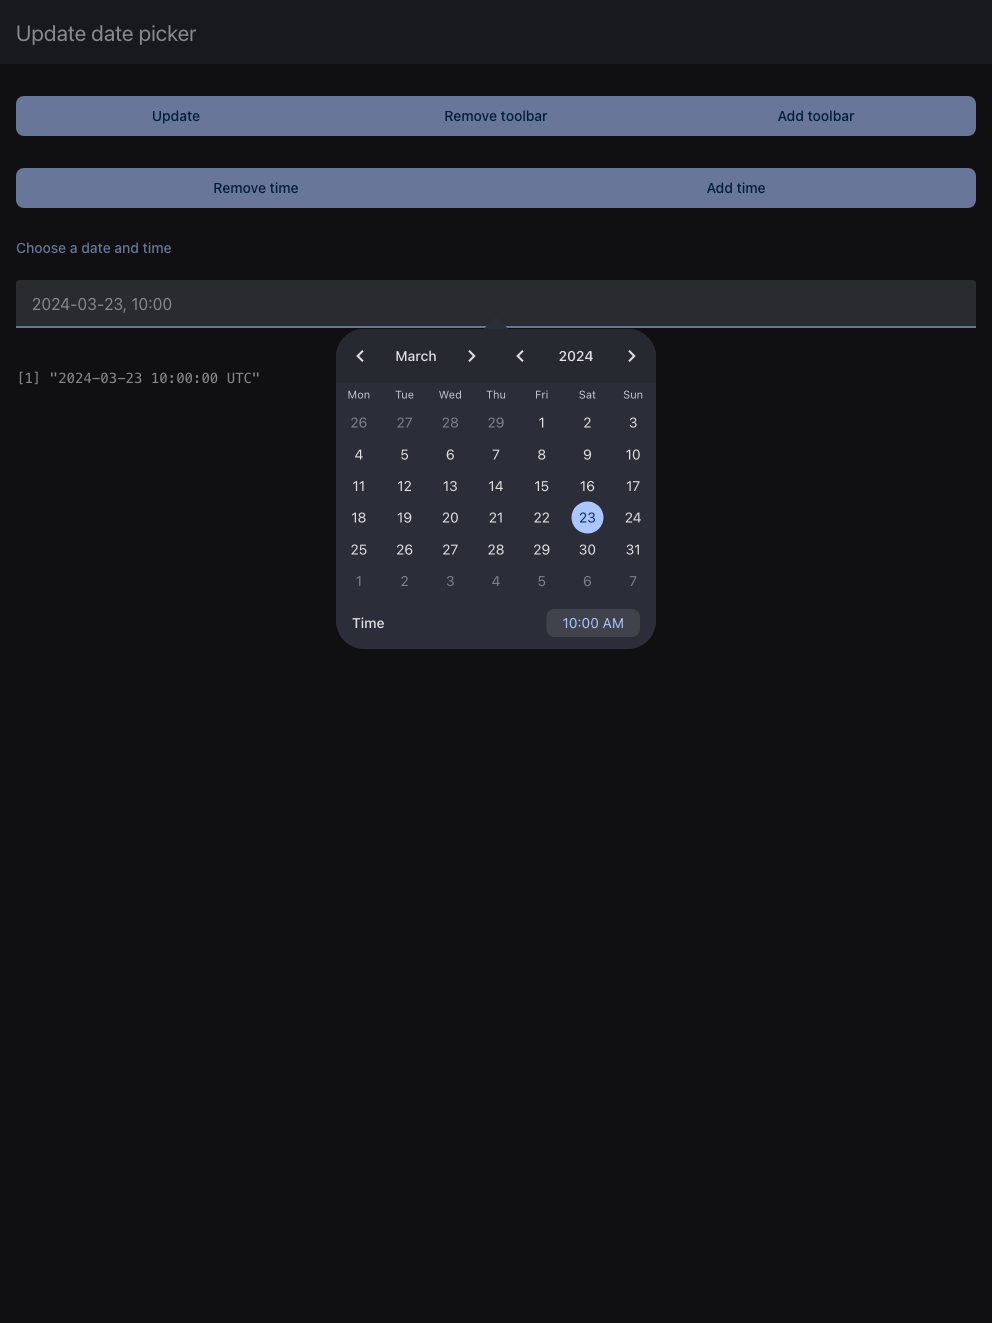 Update date picker
Update Remove toolbar Add toolbar
Remove time Add time
Choose a date and time
2024-03-23, 10:00
[1] "2024-03-23 10:00:00 UTC"
March 2024
Mon Tue Wed Thu Fri Sat Sun
26 27 28 29 1 2 3
4 5 6 7 8 9 10
11 12 13 14 15 16 17
18 19 20 21 22 23 24
25 26 27 28 29 30 31
1 2 3 4 5 6 7
Time 10:00 AM